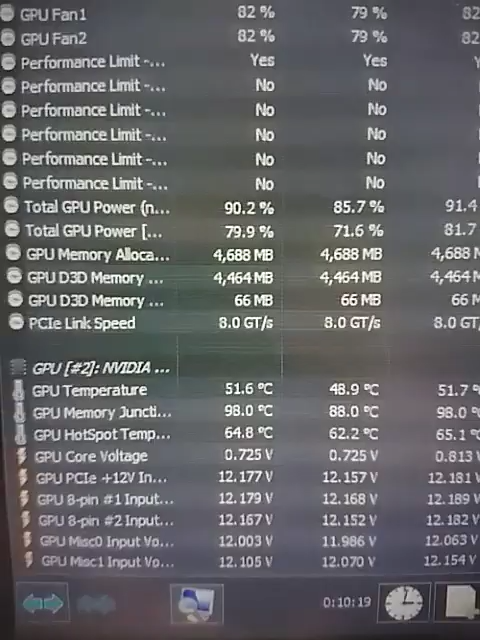 GPU Fan1 82 % 79 % 82
GPU Fan2 82 % 79 % 82
Performance Limit -... Yes Yes Y
Performance Limit -... No No
Performance Limit -... No No
Performance Limit -... No No
Performance Limit -... No No
Performance Limit -... No No
Total GPU Power (n... 90.2 % 85.7 % 91.4
Total GPU Power [... 79.9 % 71.6 % 81.7
GPU Memory Alloca... 4,688 MB 4,688 MB 4,688 M
GPU D3D Memory ... 4,464 MB 4,464 MB 4,464 M
GPU D3D Memory ... 66 MB 66 MB 66 M
PCIe Link Speed 8.0 GT/s 8.0 GT/s 8.0 GT/
GPU [#2]: NVIDIA ...
GPU Temperature 51.6 °C 48.9 °C 51.7 °
GPU Memory Juncti... 98.0 °C 88.0 °C 98.0 °C
GPU HotSpot Temp... 64.8 °C 62.2 °C 65.1 °C
GPU Core Voltage 0.725 V 0.725 V 0.813 V
GPU PCIe +12V In... 12.177 V 12.157 V 12.181 V
GPU 8-pin #1 Input... 12.179 V 12.168 V 12.189 V
GPU 8-pin #2 Input... 12.167 V 12.152 V 12.182 V
GPU Misc0 Input Vo... 12.003 V 11.986 V 12.063 V
GPU Misc1 Input Vo... 12.105 V 12.070 V 12.154 V
0:10:19